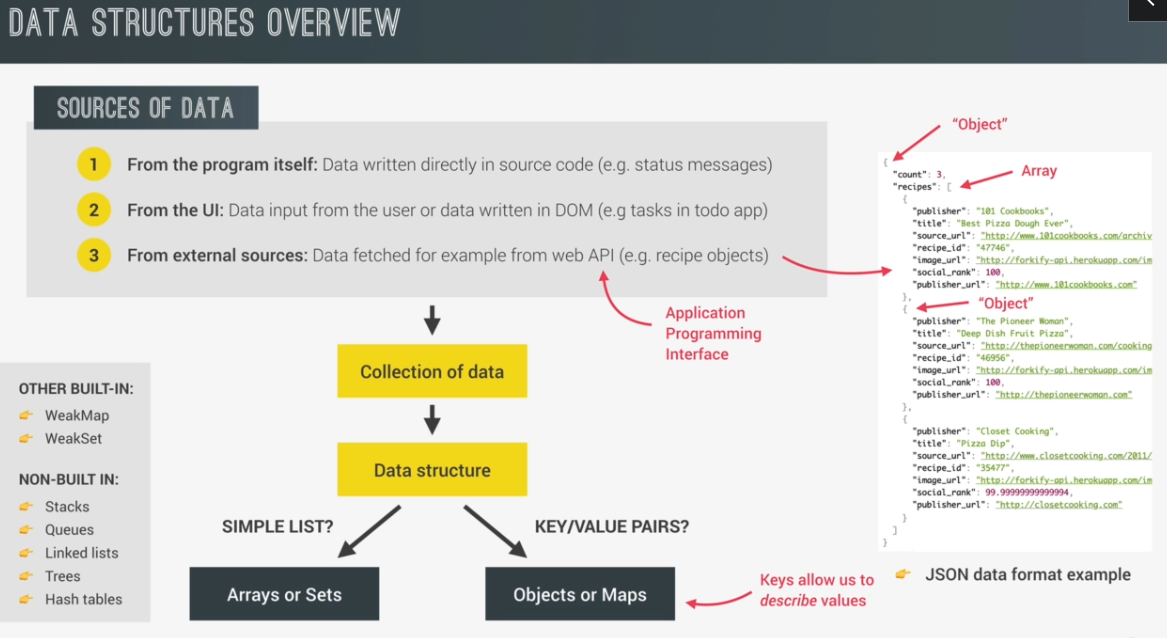 DATA STRUCTURES OVERVIEW
SOURCES OF DATA
1 From the program itself: Data written directly in source code (e.g. status messages)
2 From the UI: Data input from the user or data written in DOM (e.g tasks in todo app)
3 From external sources: Data fetched for example from web API (e.g. recipe objects)
Application
Programming
Interface
Collection of data
Data structure
SIMPLE LIST?
KEY/VALUE PAIRS?
Arrays or Sets
Objects or Maps
Keys allow us to
describe values
OTHER BUILT-IN:
WeakMap
WeakSet
NON-BUILT IN:
Stacks
Queues
Linked lists
Trees
Hash tables
“Object”
Array
{
"count": 3,
"recipes": [
{
"publisher": "101 Cookbooks",
"title": "Best Pizza Dough Ever",
"source_url": "http://www.101cookbooks.com/archiv
"recipe_id": "47746",
"image_url": "http://forkify-api.herokuapp.com/im
"social_rank": 100,
"publisher_url": "http://www.101cookbooks.com"
},
“Object”
{
"publisher": "The Pioneer Woman",
"title": "Deep Dish Fruit Pizza",
"source_url": "http://thepioneerwoman.com/cooking
"recipe_id": "46956",
"image_url": "http://forkify-api.herokuapp.com/im
"social_rank": 100,
"publisher_url": "http://thepioneerwoman.com"
},
{
"publisher": "Closet Cooking",
"title": "Pizza Dip",
"source_url": "http://www.closetcooking.com/2011/
"recipe_id": "35477",
"image_url": "http://forkify-api.herokuapp.com/im
"social_rank": 99.99999999999994,
"publisher_url": "http://closetcooking.com"
}
]
}
JSON data format example